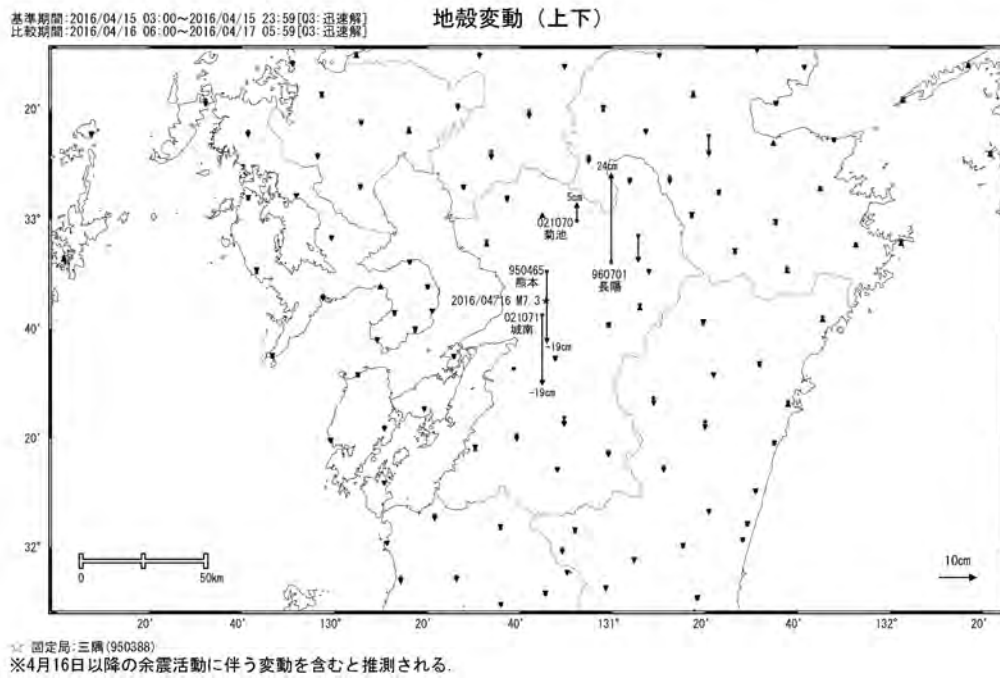 地殻変動（上下）
基準期間:2016/04/15 03:00～2016/04/15 23:59[03:迅速解]
比較期間:2016/04/16 06:00～2016/04/17 05:59[03:迅速解]
20′
24cm
5cm
33°
021070
菊池
950465
熊本
960701
長陽
2016/04/16 M7.3
021071
城南
40′
-19cm
-19cm
20′
32°
0
50km
10cm
20′
40′
130°
20′
40′
131°
20′
40′
132°
☆ 固定局:三隅(950388)
※4月16日以降の余震活動に伴う変動を含むと推測される.